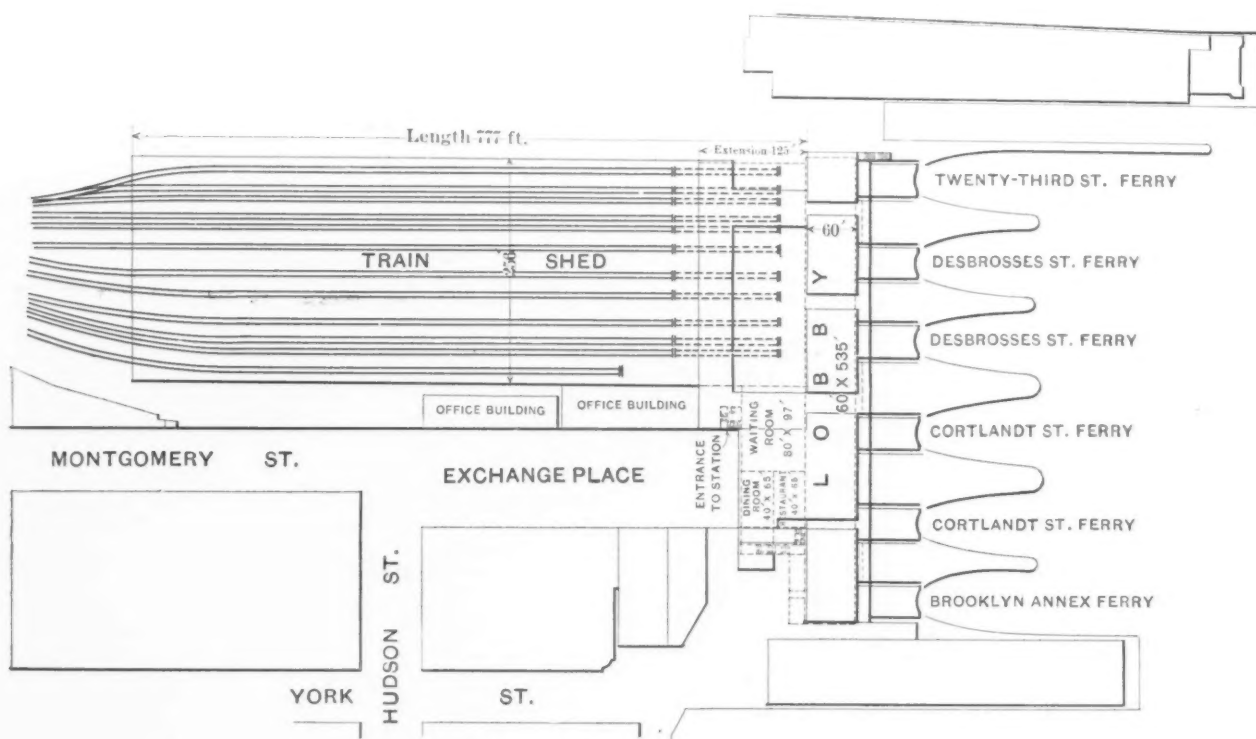 Length 777 ft.
Extension 125′
TWENTY-THIRD ST. FERRY
60′
TRAIN SHED
256′
DESBROSSES ST. FERRY
DESBROSSES ST. FERRY
LOBBY
60′ X 535′
OFFICE BUILDING
OFFICE BUILDING
WAITING
ROOM
80′ X 97′
CORTLANDT ST. FERRY
MONTGOMERY ST.
EXCHANGE PLACE
ENTRANCE
TO STATION
DINING
ROOM
40′ X 65′
RESTAURANT
40′ X 65′
CORTLANDT ST. FERRY
HUDSON ST.
BROOKLYN ANNEX FERRY
YORK ST.